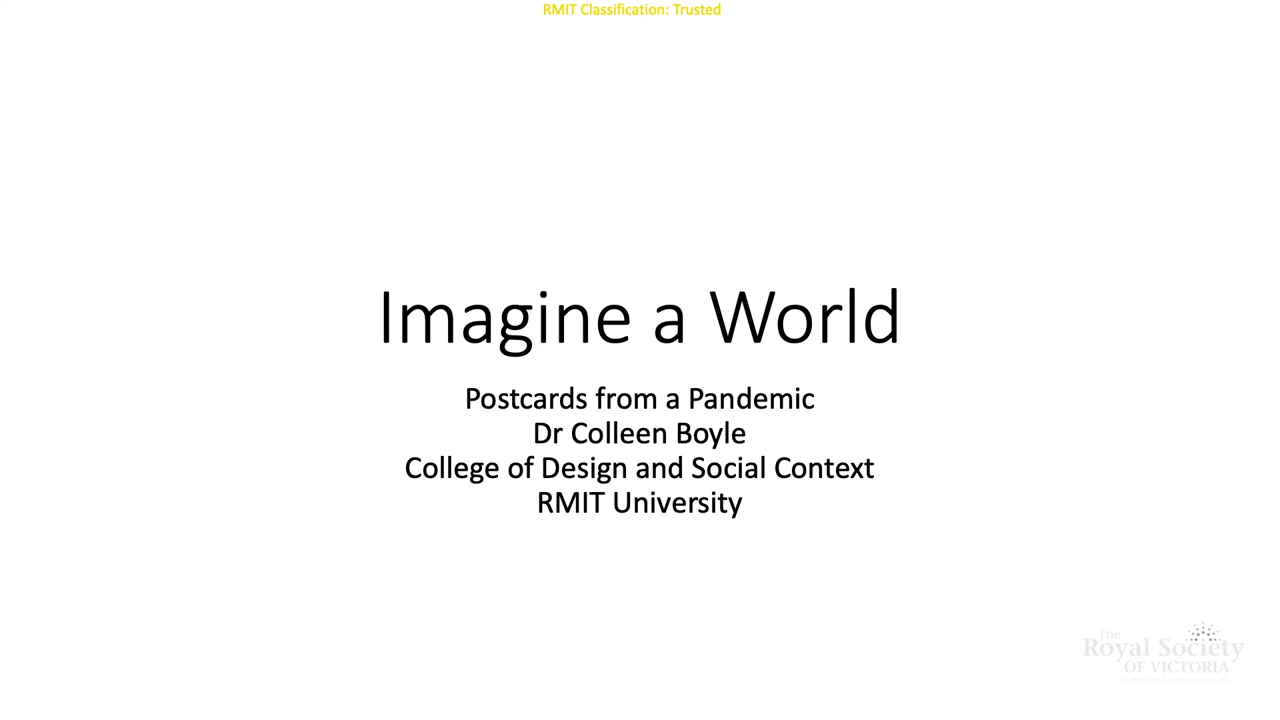 RMIT Classification: Trusted
Imagine a World
Postcards from a Pandemic
Dr Colleen Boyle
College of Design and Social Context
RMIT University
The
Royal Society
OF VICTORIA